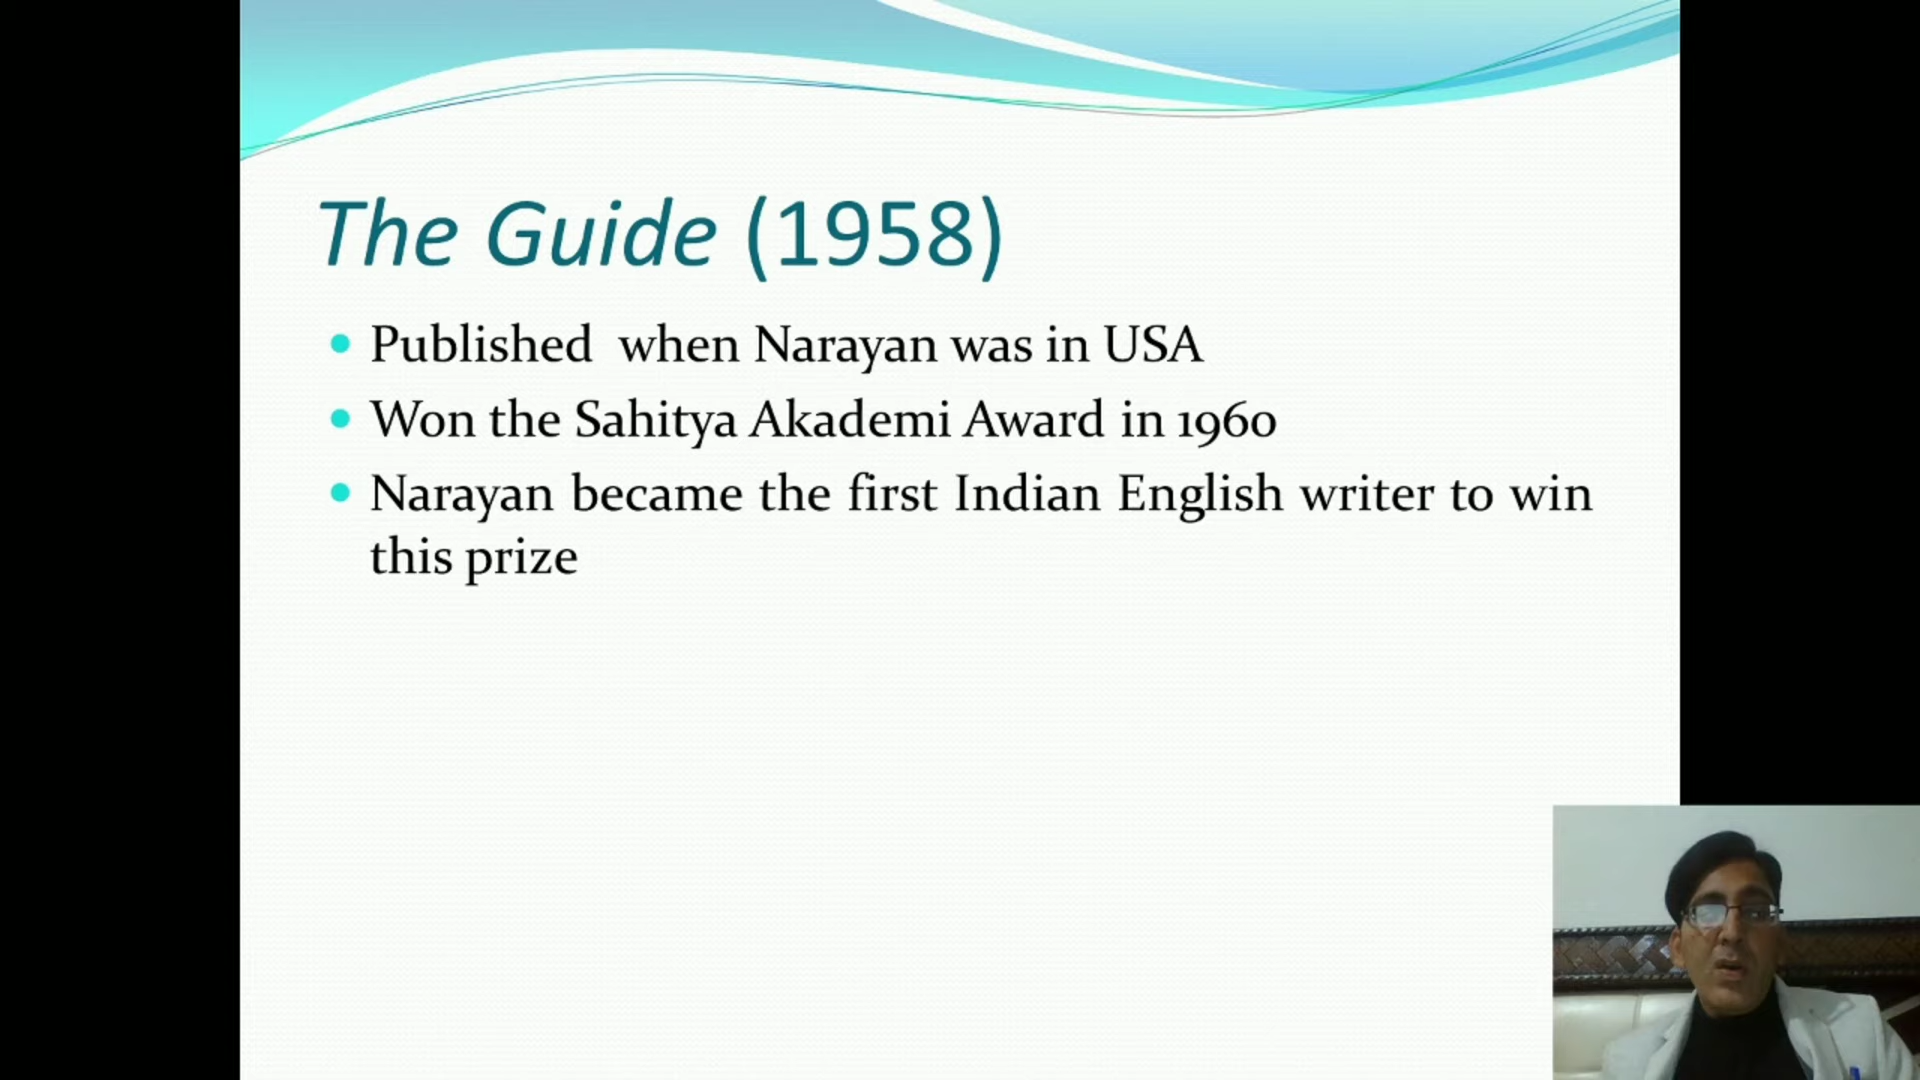 The Guide (1958)
Published when Narayan was in USA
Won the Sahitya Akademi Award in 1960
Narayan became the first Indian English writer to win
this prize